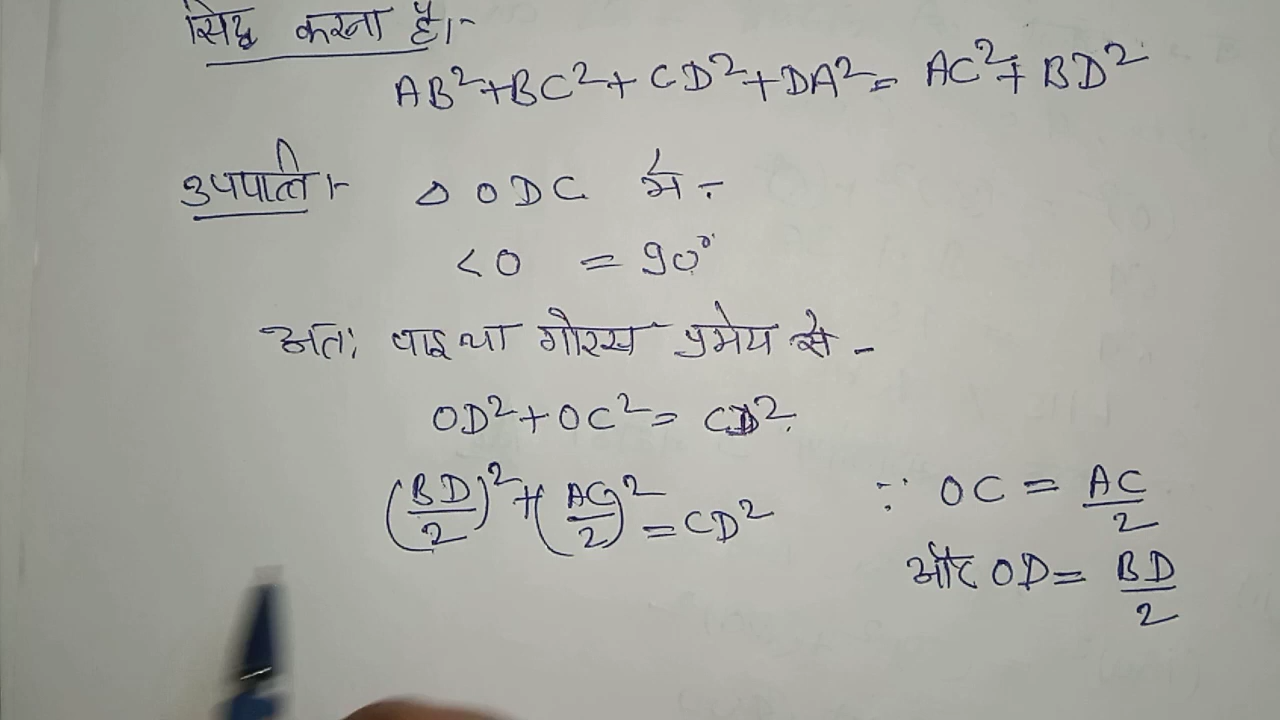 सिद्ध करना है।-
AB²+BC²+CD²+DA²= AC²+BD²
उपपत्ति।- △ODC में -
<O = 90°
अतः पाइथागोरस प्रमेय से -
OD²+OC²= CD².
(BD/2)²+(AC/2)²=CD² ∵ OC = AC/2
और OD= BD/2